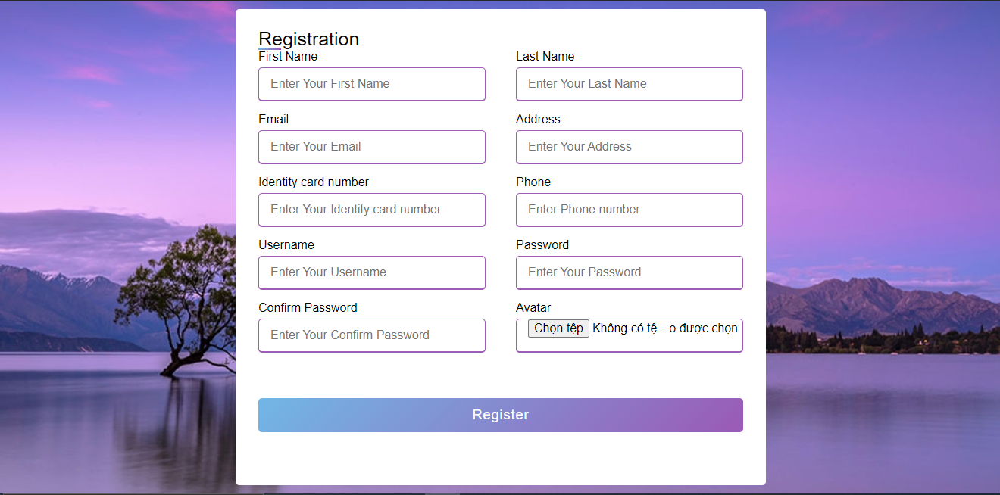 Registration
First Name
Last Name
Enter Your First Name
Enter Your Last Name
Email
Address
Enter Your Email
Enter Your Address
Identity card number
Phone
Enter Your Identity card number
Enter Phone number
Username
Password
Enter Your Username
Enter Your Password
Confirm Password
Avatar
Enter Your Confirm Password
Chọn tệp Không có tệ...o được chọn
Register